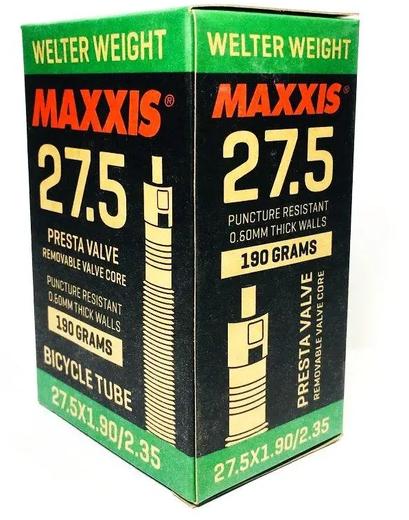 WELTER WEIGHT
MAXXIS®
27.5
PRESTA VALVE
REMOVABLE VALVE CORE
PUNCTURE RESISTANT
0.60MM THICK WALLS
190 GRAMS
BICYCLE TUBE
27.5X1.90/2.35
WELTER WEIGHT
MAXXIS®
27.5
PUNCTURE RESISTANT
0.60MM THICK WALLS
190 GRAMS
PRESTA VALVE
REMOVABLE VALVE CORE
27.5X1.90/2.35